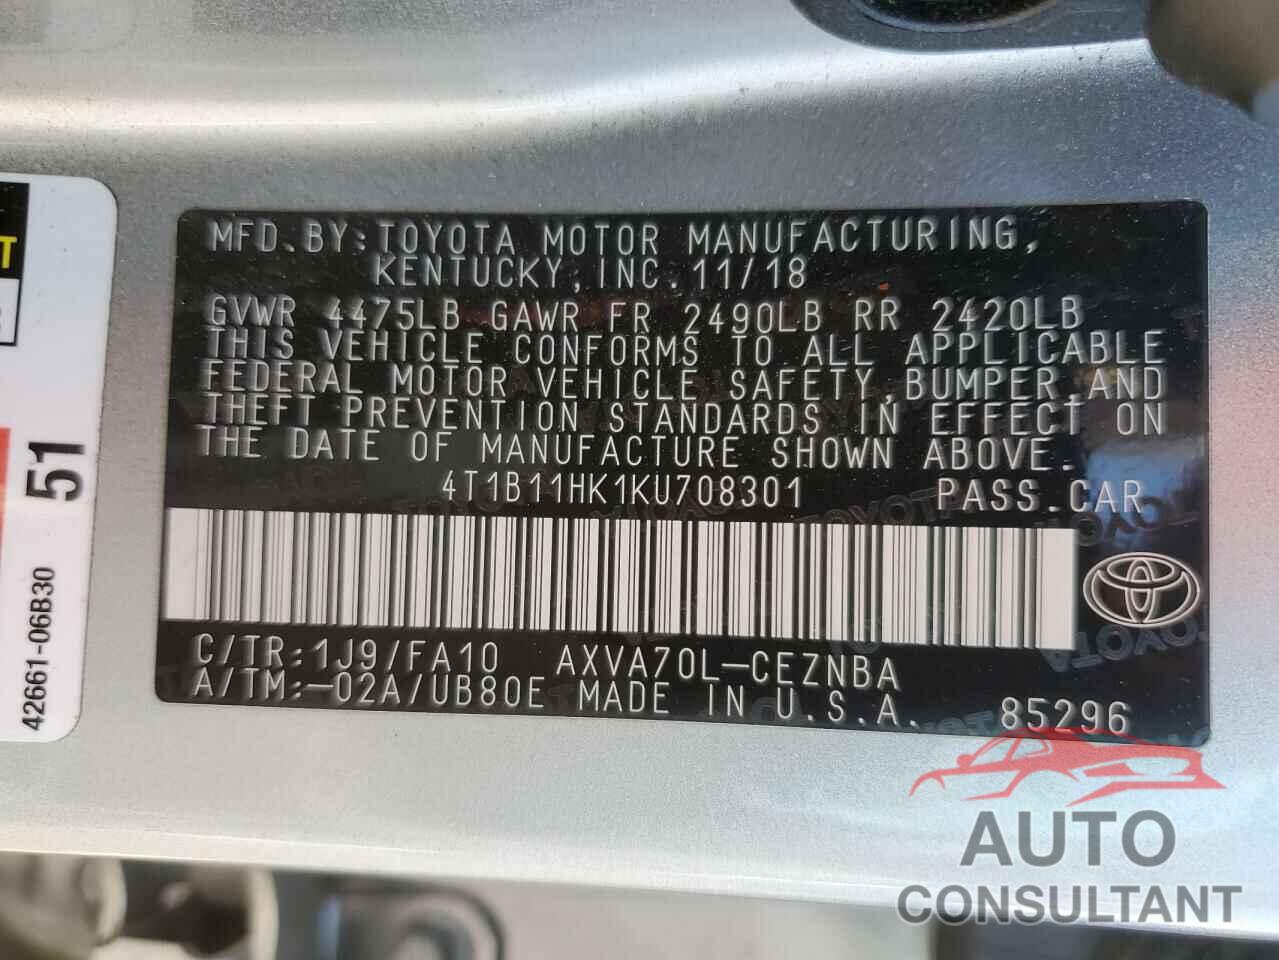 MFD.BY:TOYOTA MOTOR MANUFACTURING,
KENTUCKY, INC. 11/18
GVWR 4475LB GAWR FR 2490LB RR 2420LB
THIS VEHICLE CONFORMS TO ALL APPLICABLE
FEDERAL MOTOR VEHICLE SAFETY,BUMPER,AND
THEFT PREVENTION STANDARDS IN EFFECT ON
THE DATE OF MANUFACTURE SHOWN ABOVE.
4T1B11HK1KU708301 PASS.CAR
C/TR:1J9/FA10 AXVA70L-CEZNBA
A/TM:-02A/UB80E MADE IN U.S.A. 85296
51
42661-06B30
AUTO
CONSULTANT